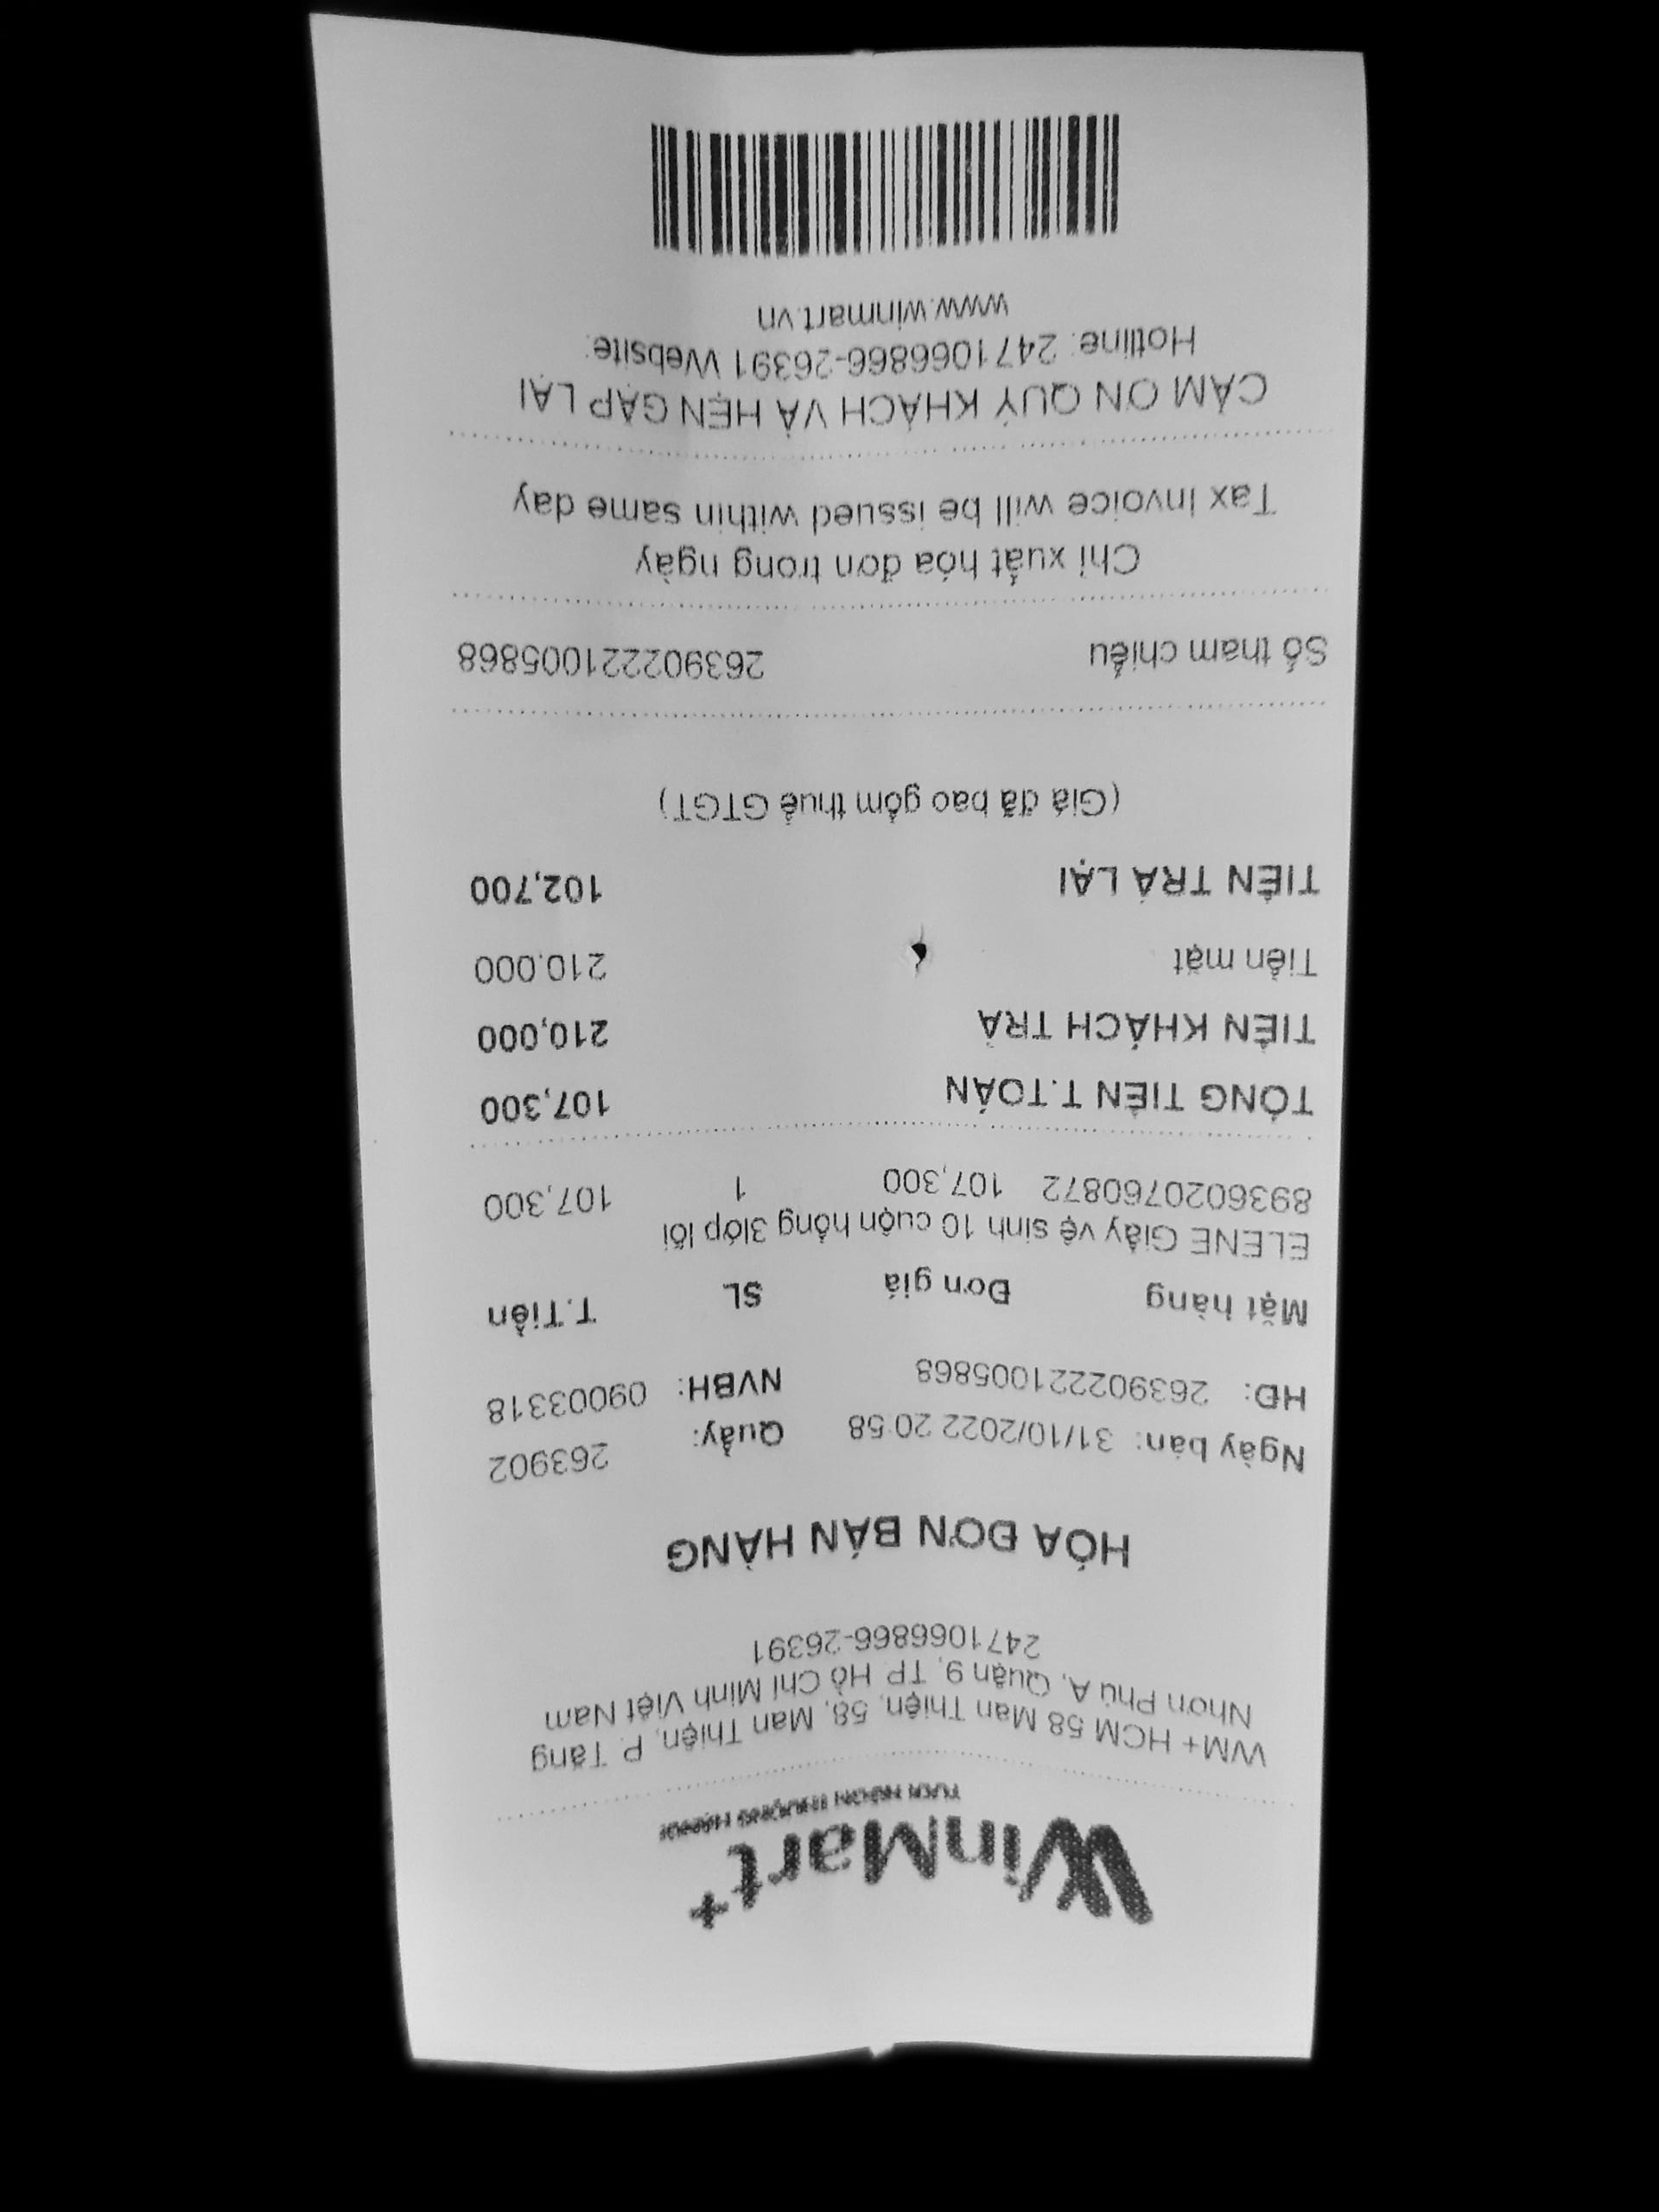 WinMart+
TƯƠI NGON THƯỢNG HẠNG
WM+ HCM 58 Man Thiện, 58, Man Thiện, P. Tăng
Nhơn Phú A, Quận 9, TP. Hồ Chí Minh Việt Nam
2471066866-26391
HÓA ĐƠN BÁN HÀNG
Ngày bán: 31/10/2022 20:58 Quầy: 263902
HĐ: 263902221005868 NVBH: 09003318
Mặt hàng Đơn giá SL T.Tiền
ELENE Giấy vệ sinh 10 cuộn hồng 3lớp lõi
8936020760872 107,300 1 107,300
TỔNG TIỀN T.TOÁN 107,300
TIỀN KHÁCH TRẢ 210,000
Tiền mặt 210.000
TIỀN TRẢ LẠI 102,700
(Giá đã bao gồm thuế GTGT)
Số tham chiếu 263902221005868
Chỉ xuất hóa đơn trong ngày
Tax Invoice will be issued within same day
CẢM ƠN QUÝ KHÁCH VÀ HẸN GẶP LẠI
Hotline: 2471066866-26391 Website:
www.winmart.vn